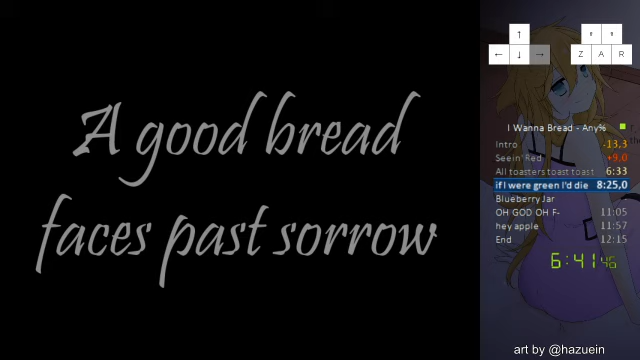 A good bread
faces past sorrow
↑
← ↓ →
Z A R
I Wanna Bread - Any%
Intro -13,3
Seein' Red +9,0
All toasters toast toast 6:33
if I were green I'd die 8:25,0
Blueberry Jar
OH GOD OH F- 11:05
hey apple 11:57
End 12:15
6:41 46
art by @hazuein